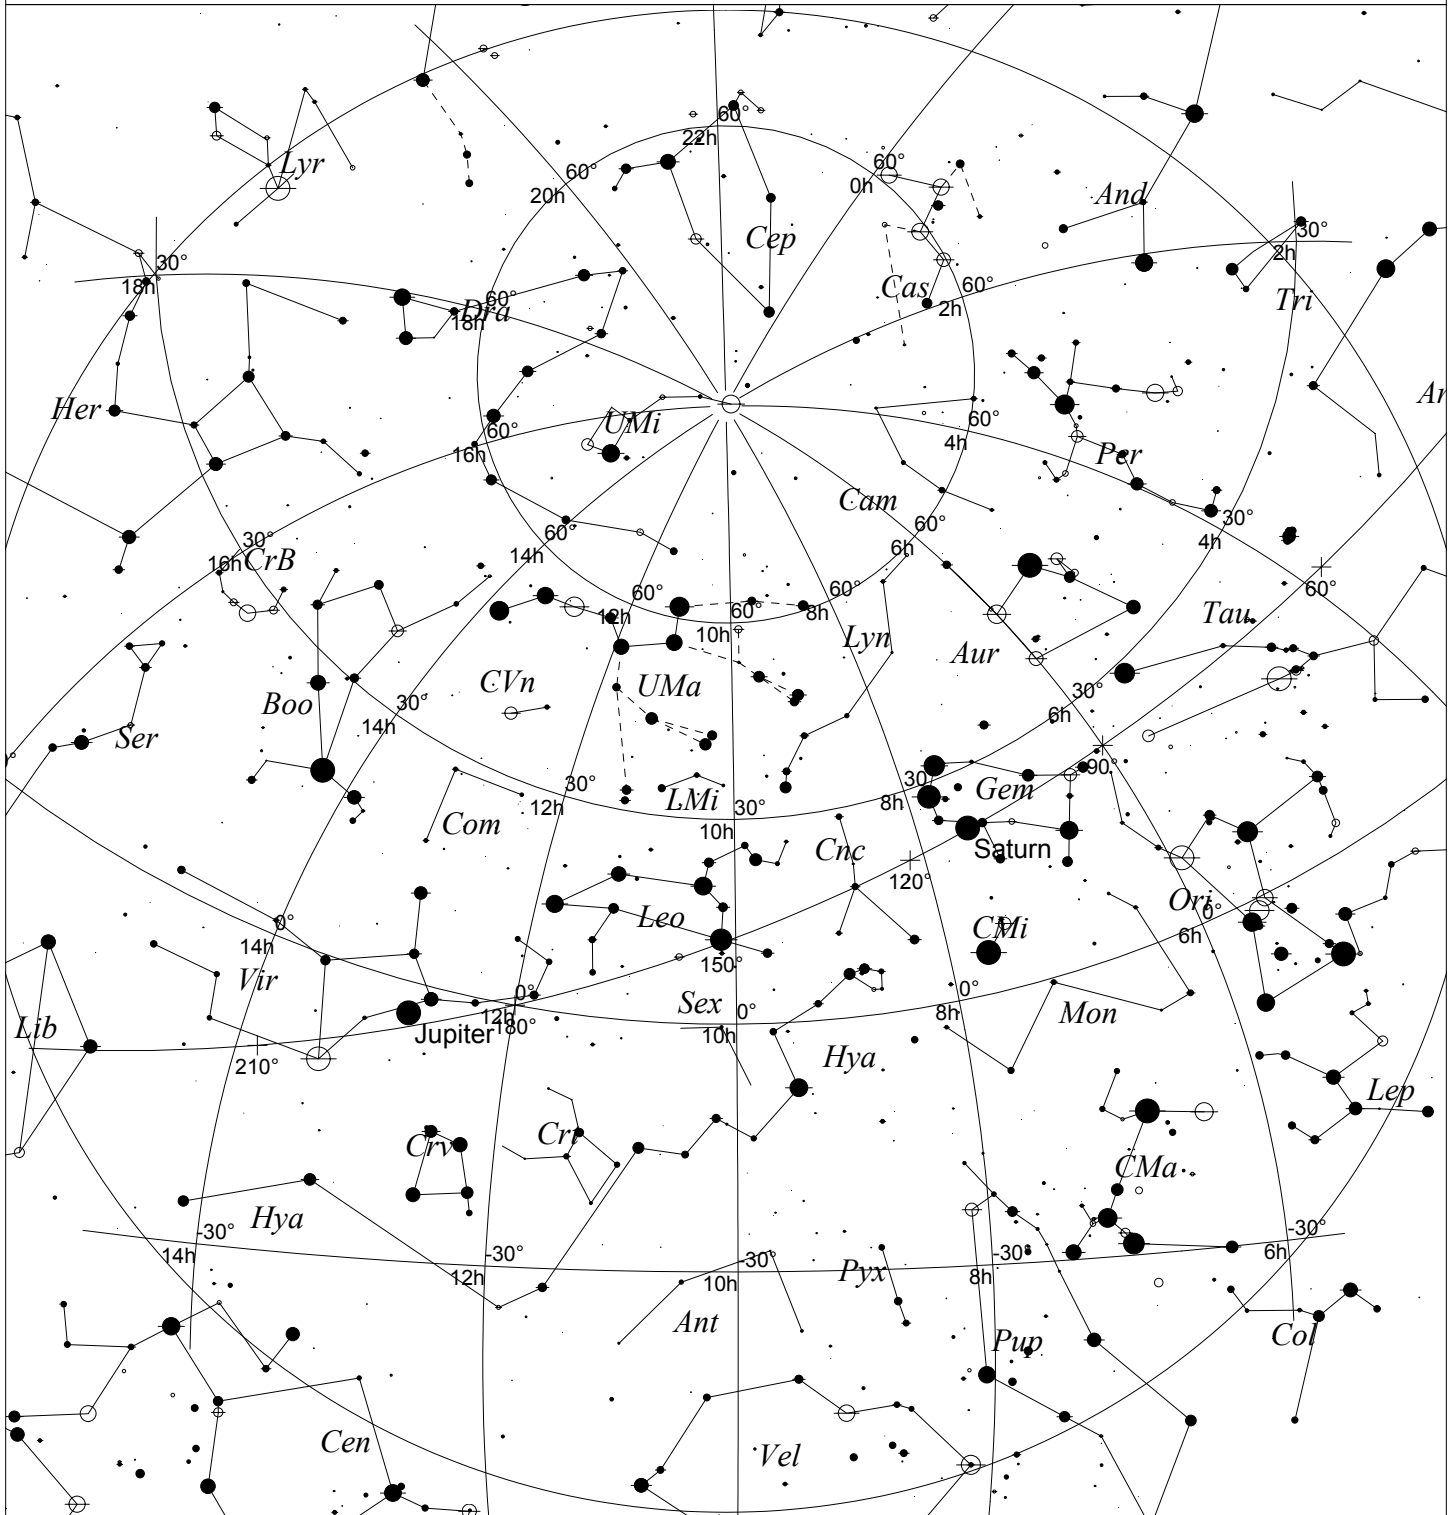 60°
22h
60°
0h
Lyr
60°
20h
And
Cep
30°
2h
30°
18h
Cas
60°
2h
60°
18h
Dra
Tri
Her
UMi
60°
16h
60°
4h
Per
Cam
30°
4h
60°
6h
60°
14h
30°
16h
CrB
60°
Tau
60°
12h
60°
10h
60°
8h
Lyn
Aur
Boo
30°
14h
CVn
UMa
30°
6h
Ser
90°
30°
12h
LMi
30°
10h
30
8h
Gem
Com
Cnc
Saturn
120°
Leo
Ori
0°
6h
0°
14h
CMi
Vir
150°
Lib
0°
12h
180°
Jupiter
Sex
0°
10h
0°
8h
Mon
210°
Hya
Lep
Crv
Crt
CMa
Hya
-30°
14h
-30°
12h
-30°
10h
-30°
8h
-30°
6h
Pyx
Ant
Pup
Col
Cen
Vel